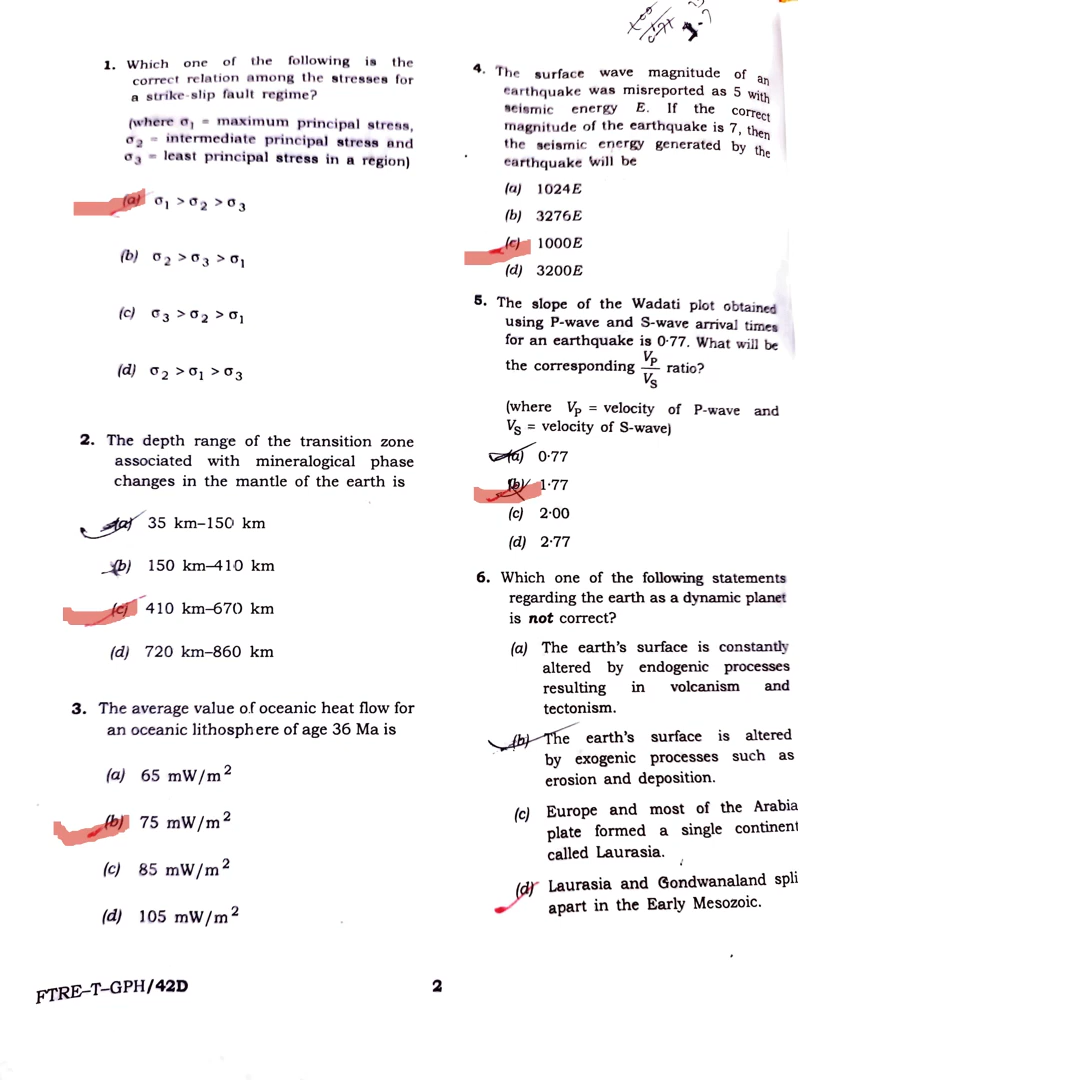 1. Which one of the following is the
correct relation among the stresses for
a strike-slip fault regime?
(where σ₁ = maximum principal stress,
σ₂ = intermediate principal stress and
σ₃ = least principal stress in a region)
(a) σ₁ > σ₂ > σ₃
(b) σ₂ > σ₃ > σ₁
(c) σ₃ > σ₂ > σ₁
(d) σ₂ > σ₁ > σ₃
2. The depth range of the transition zone
associated with mineralogical phase
changes in the mantle of the earth is
(a) 35 km–150 km
(b) 150 km–410 km
(c) 410 km–670 km
(d) 720 km–860 km
3. The average value of oceanic heat flow for
an oceanic lithosphere of age 36 Ma is
(a) 65 mW/m²
(b) 75 mW/m²
(c) 85 mW/m²
(d) 105 mW/m²
4. The surface wave magnitude of an
earthquake was misreported as 5 with
seismic energy E. If the correct
magnitude of the earthquake is 7, then
the seismic energy generated by the
earthquake will be
(a) 1024E
(b) 3276E
(c) 1000E
(d) 3200E
5. The slope of the Wadati plot obtained
using P-wave and S-wave arrival times
for an earthquake is 0·77. What will be
the corresponding V_P/V_S ratio?
(where V_P = velocity of P-wave and
V_S = velocity of S-wave)
(a) 0·77
(b) 1·77
(c) 2·00
(d) 2·77
6. Which one of the following statements
regarding the earth as a dynamic planet
is not correct?
(a) The earth's surface is constantly
altered by endogenic processes
resulting in volcanism and
tectonism.
(b) The earth's surface is altered
by exogenic processes such as
erosion and deposition.
(c) Europe and most of the Arabia
plate formed a single continent
called Laurasia.
(d) Laurasia and Gondwanaland spli
apart in the Early Mesozoic.
FTRE–T–GPH/42D
2